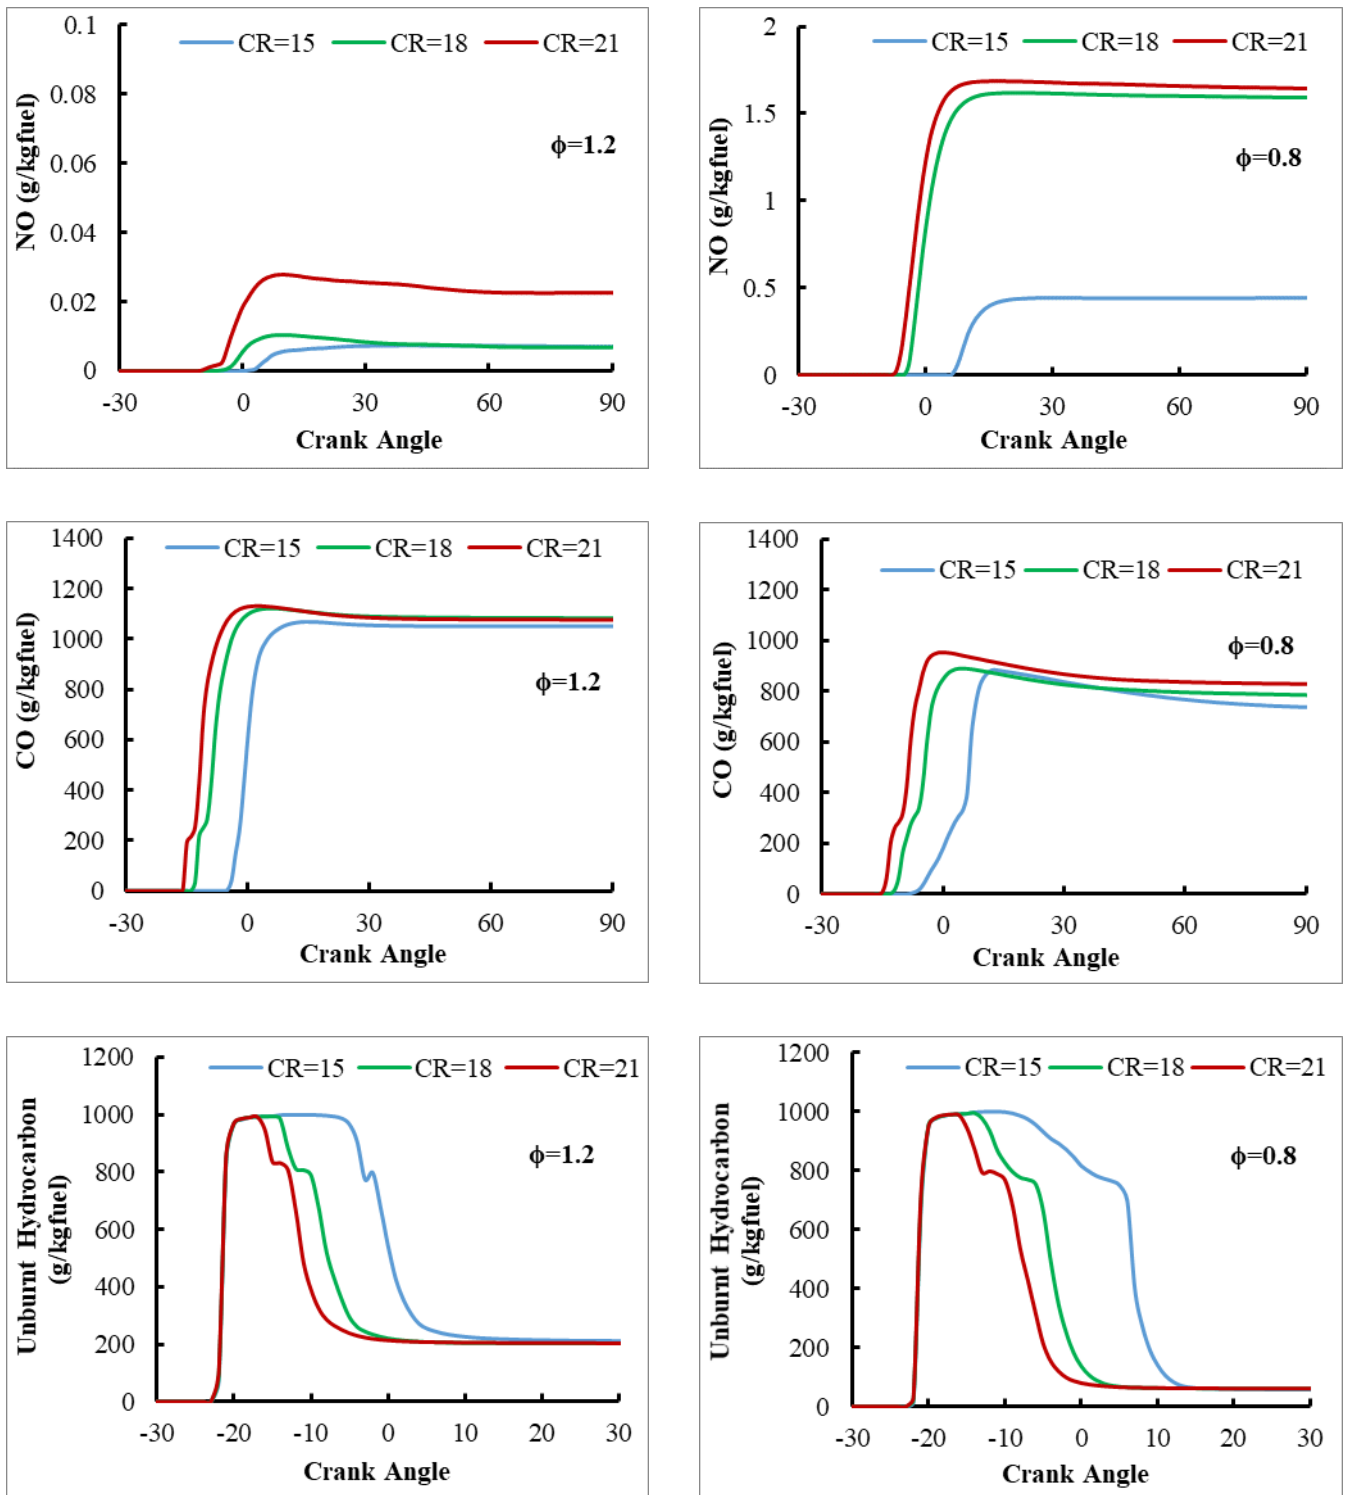 CR=15 CR=18 CR=21
0.1
0.08
0.06
0.04
0.02
0
NO (g/kgfuel)
ϕ=1.2
-30 0 30 60 90
Crank Angle
CR=15 CR=18 CR=21
2
1.5
1
0.5
0
NO (g/kgfuel)
ϕ=0.8
-30 0 30 60 90
Crank Angle
CR=15 CR=18 CR=21
1400
1200
1000
800
600
400
200
0
CO (g/kgfuel)
ϕ=1.2
-30 0 30 60 90
Crank Angle
CR=15 CR=18 CR=21
1400
1200
1000
800
600
400
200
0
CO (g/kgfuel)
ϕ=0.8
-30 0 30 60 90
Crank Angle
CR=15 CR=18 CR=21
1200
1000
800
600
400
200
0
Unburnt Hydrocarbon
(g/kgfuel)
ϕ=1.2
-30 -20 -10 0 10 20 30
Crank Angle
CR=15 CR=18 CR=21
1200
1000
800
600
400
200
0
Unburnt Hydrocarbon
(g/kgfuel)
ϕ=0.8
-30 -20 -10 0 10 20 30
Crank Angle